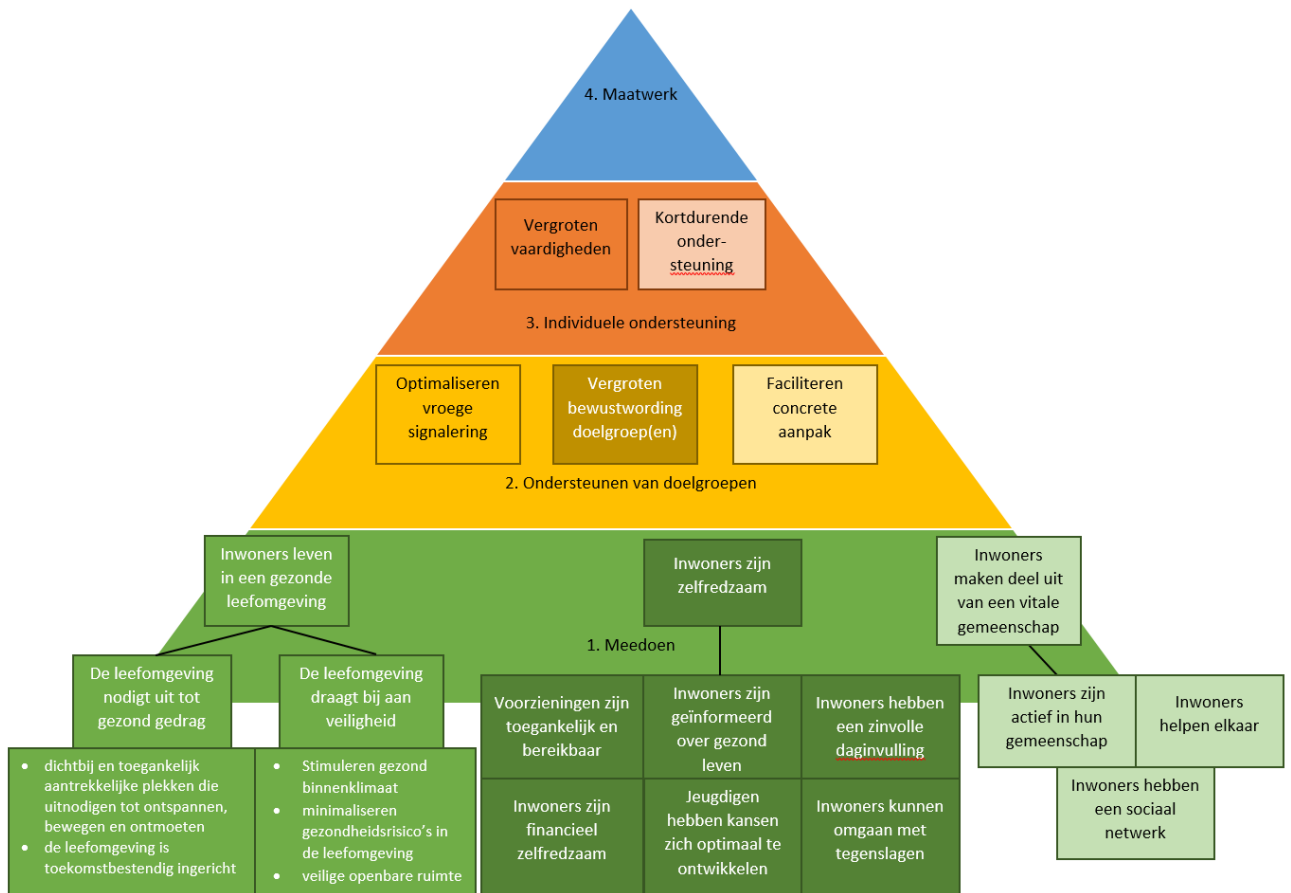 4. Maatwerk
Vergroten
vaardigheden
Kortdurende
onder-
steuning
3. Individuele ondersteuning
Optimaliseren
vroege
signalering
Vergroten
bewustwording
doelgroep(en)
Faciliteren
concrete
aanpak
2. Ondersteunen van doelgroepen
Inwoners leven
in een gezonde
leefomgeving
Inwoners zijn
zelfredzaam
Inwoners
maken deel uit
van een vitale
gemeenschap
1. Meedoen
De leefomgeving
nodigt uit tot
gezond gedrag
De leefomgeving
draagt bij aan
veiligheid
• dichtbij en toegankelijk
aantrekkelijke plekken die
uitnodigen tot ontspannen,
bewegen en ontmoeten
• de leefomgeving is
toekomstbestendig ingericht
• Stimuleren gezond
binnenklimaat
• minimaliseren
gezondheidsrisico's in
de leefomgeving
• veilige openbare ruimte
Voorzieningen zijn
toegankelijk en
bereikbaar
Inwoners zijn
geïnformeerd
over gezond
leven
Inwoners hebben
een zinvolle
daginvulling
Inwoners zijn
financieel
zelfredzaam
Jeugdigen
hebben kansen
zich optimaal te
ontwikkelen
Inwoners kunnen
omgaan met
tegenslagen
Inwoners zijn
actief in hun
gemeenschap
Inwoners
helpen elkaar
Inwoners hebben
een sociaal
netwerk